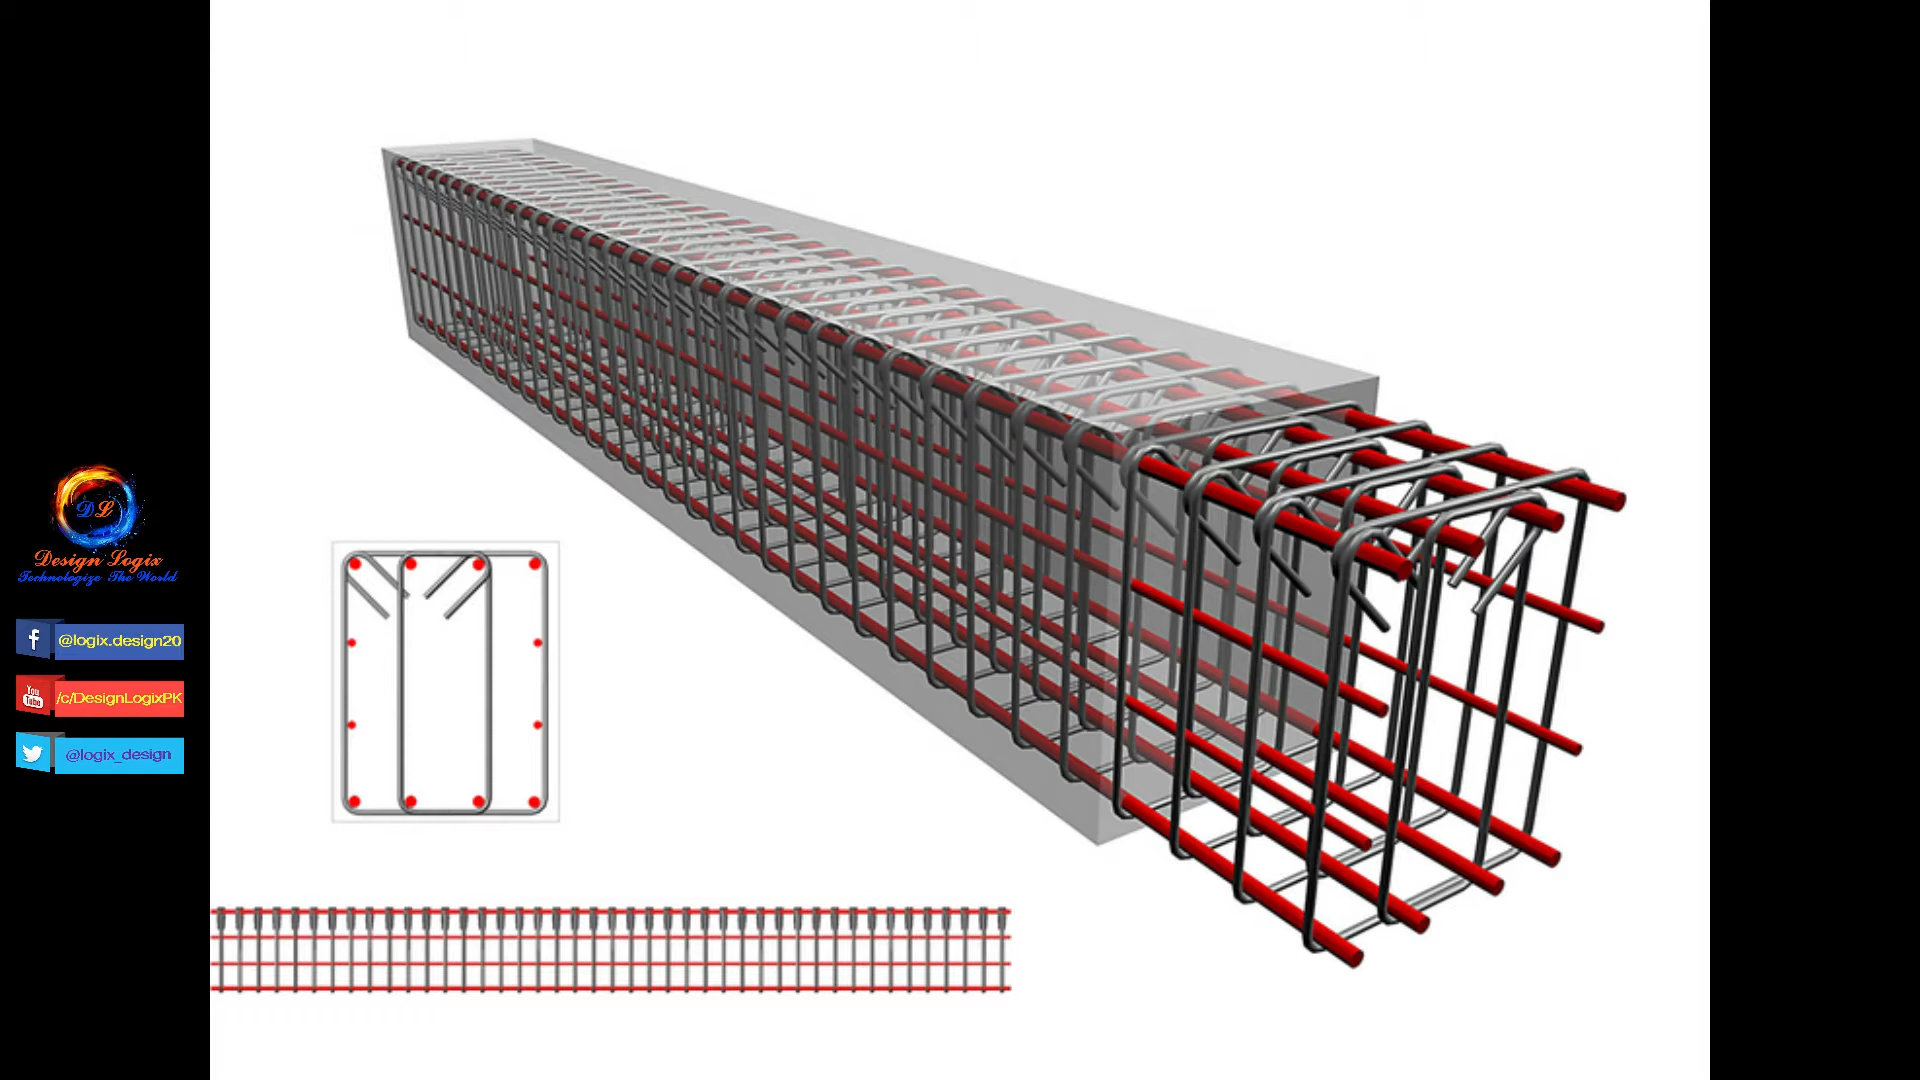 DL
Design Logix
Technologize The World
f @logix.design20
You Tube /c/DesignLogixPK
@logix_design